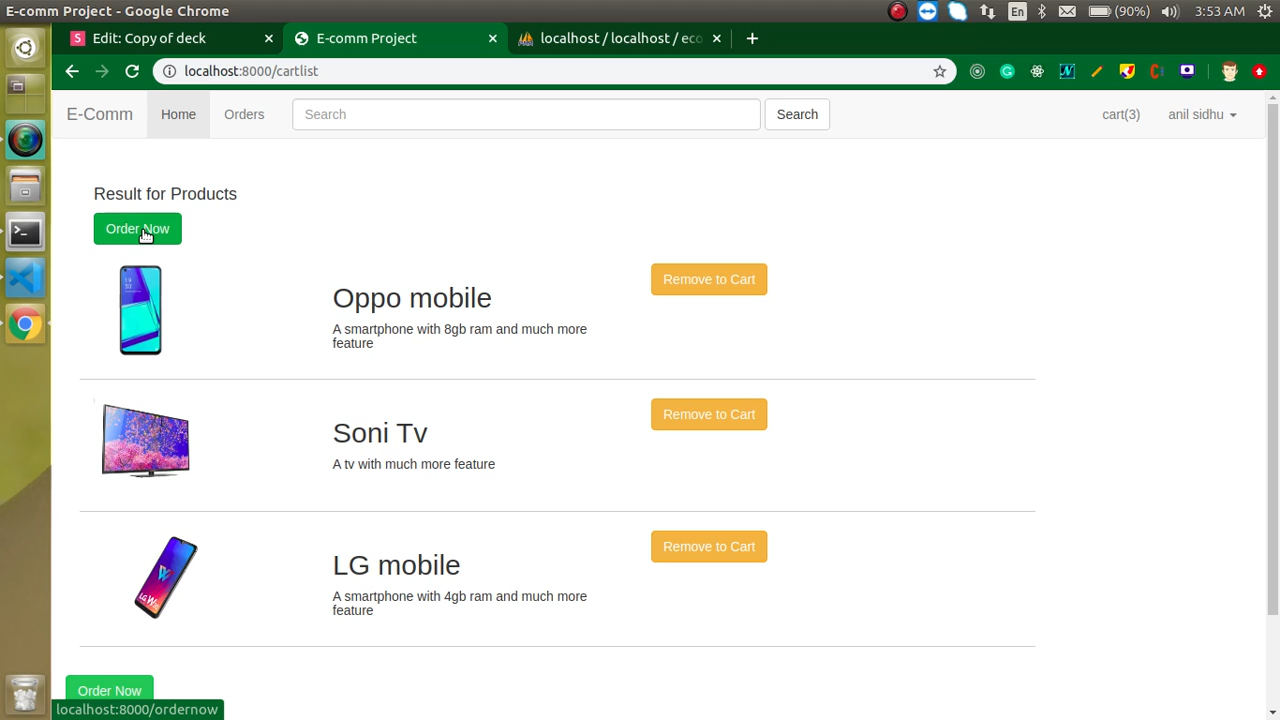 E-comm Project - Google Chrome
En
(90%)
3:53 AM
Edit: Copy of deck
E-comm Project
localhost / localhost / eco
localhost:8000/cartlist
E-Comm
Home
Orders
Search
Search
cart(3)
anil sidhu
Result for Products
Order Now
Oppo mobile
Remove to Cart
A smartphone with 8gb ram and much more
feature
Soni Tv
Remove to Cart
A tv with much more feature
LG mobile
Remove to Cart
A smartphone with 4gb ram and much more
feature
Order Now
localhost:8000/ordernow